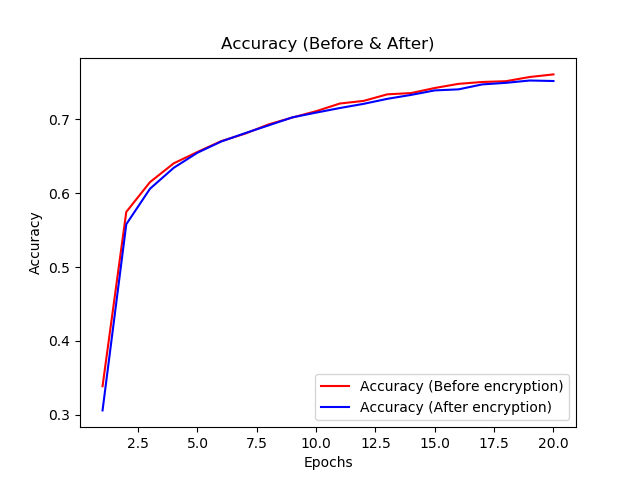 Accuracy (Before & After)
Accuracy
0.7
0.6
0.5
0.4
0.3
Accuracy (Before encryption)
Accuracy (After encryption)
2.5 5.0 7.5 10.0 12.5 15.0 17.5 20.0
Epochs